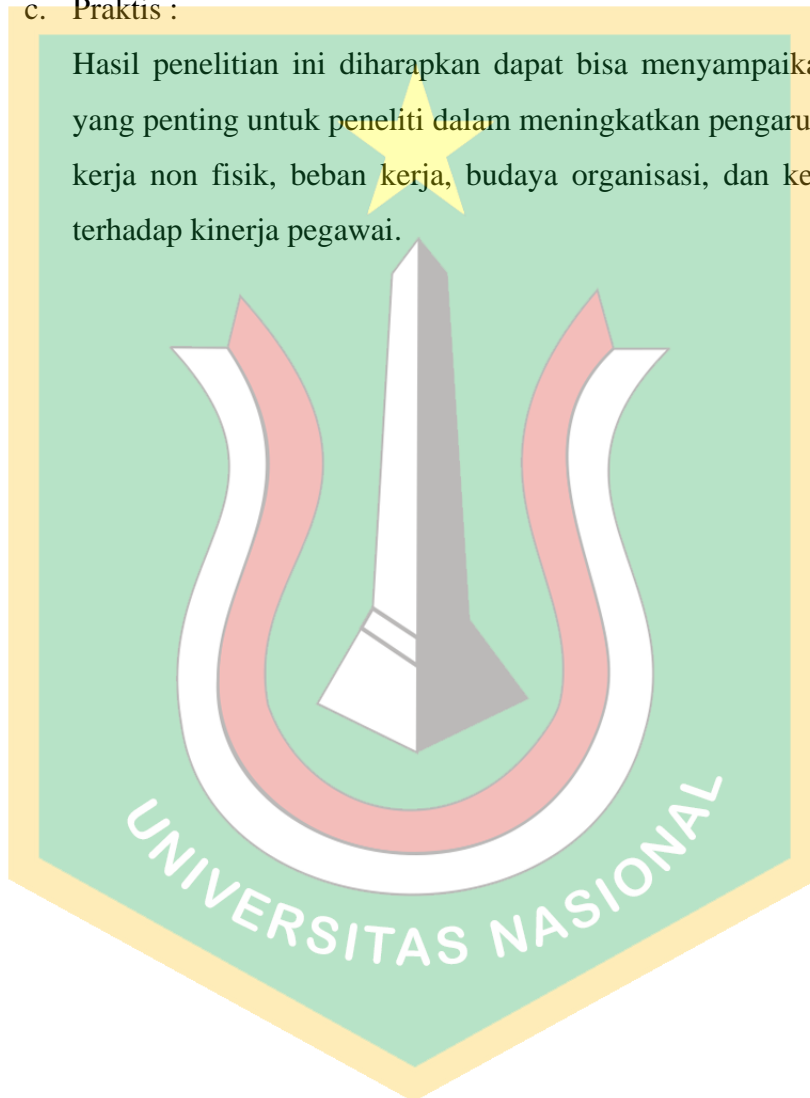 c. Praktis :
Hasil penelitian ini diharapkan dapat bisa
yang penting untuk peneliti dalam meningkatkan
kerja non fisik, beban kerja, budaya organisasi, dan
terhadap kinerja pegawai.
UNIVERSITAS NASIONAL